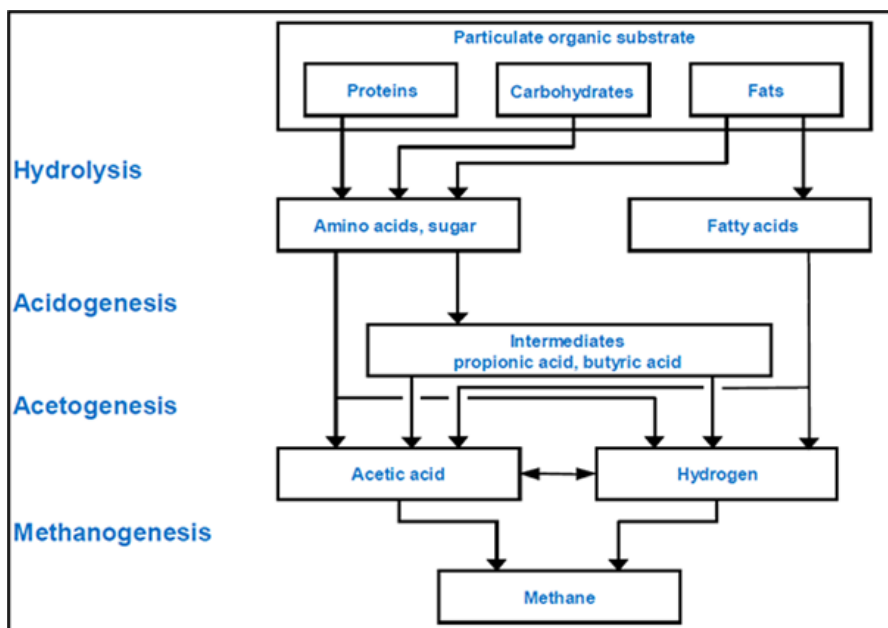 Particulate organic substrate
Proteins
Carbohydrates
Fats
Hydrolysis
Amino acids, sugar
Fatty acids
Acidogenesis
Intermediates
propionic acid, butyric acid
Acetogenesis
Acetic acid
Hydrogen
Methanogenesis
Methane